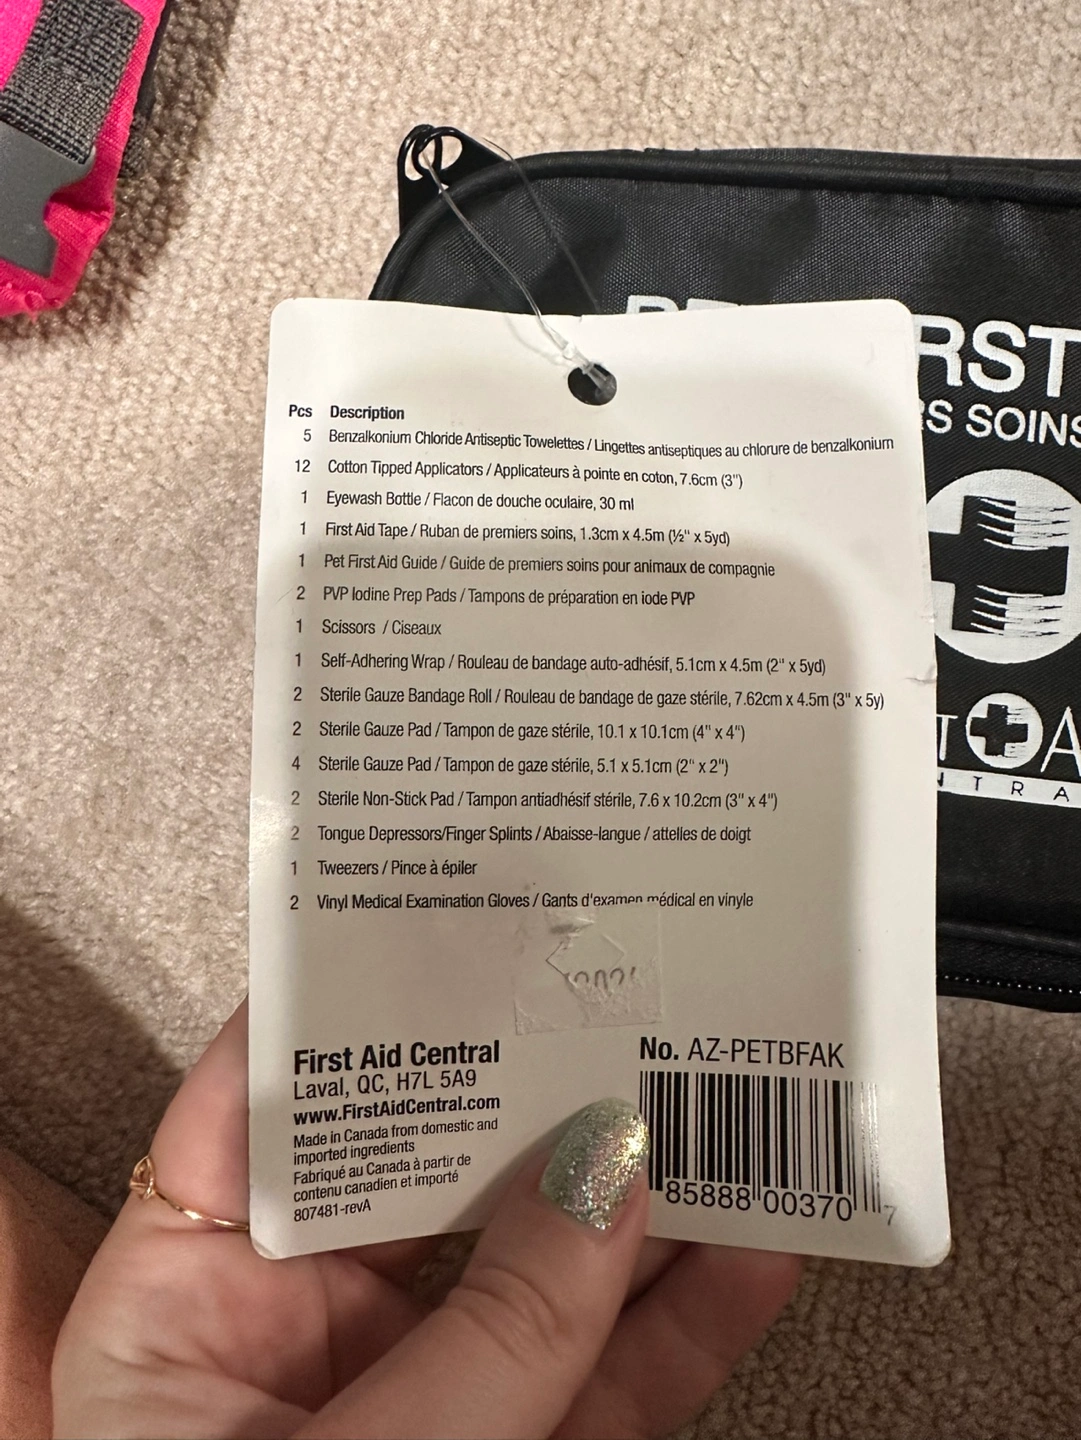 Pcs Description
5 Benzalkonium Chloride Antiseptic Towelettes / Lingettes antiseptiques au chlorure de benzalkonium
12 Cotton Tipped Applicators / Applicateurs à pointe en coton, 7.6cm (3")
1 Eyewash Bottle / Flacon de douche oculaire, 30 ml
1 First Aid Tape / Ruban de premiers soins, 1.3cm x 4.5m (½" x 5yd)
1 Pet First Aid Guide / Guide de premiers soins pour animaux de compagnie
2 PVP Iodine Prep Pads / Tampons de préparation en iode PVP
1 Scissors / Ciseaux
1 Self-Adhering Wrap / Rouleau de bandage auto-adhésif, 5.1cm x 4.5m (2" x 5yd)
2 Sterile Gauze Bandage Roll / Rouleau de bandage de gaze stérile, 7.62cm x 4.5m (3" x 5y)
2 Sterile Gauze Pad / Tampon de gaze stérile, 10.1 x 10.1cm (4" x 4")
4 Sterile Gauze Pad / Tampon de gaze stérile, 5.1 x 5.1cm (2" x 2")
2 Sterile Non-Stick Pad / Tampon antiadhésif stérile, 7.6 x 10.2cm (3" x 4")
2 Tongue Depressors/Finger Splints / Abaisse-langue / attelles de doigt
1 Tweezers / Pince à épiler
2 Vinyl Medical Examination Gloves / Gants d'examen médical en vinyle
First Aid Central
Laval, QC, H7L 5A9
www.FirstAidCentral.com
Made in Canada from domestic and
imported ingredients
Fabriqué au Canada à partir de
contenu canadien et importé
807481-revA
No. AZ-PETBFAK
85888 00370 7
RST
S SOINS
T A
N T R A